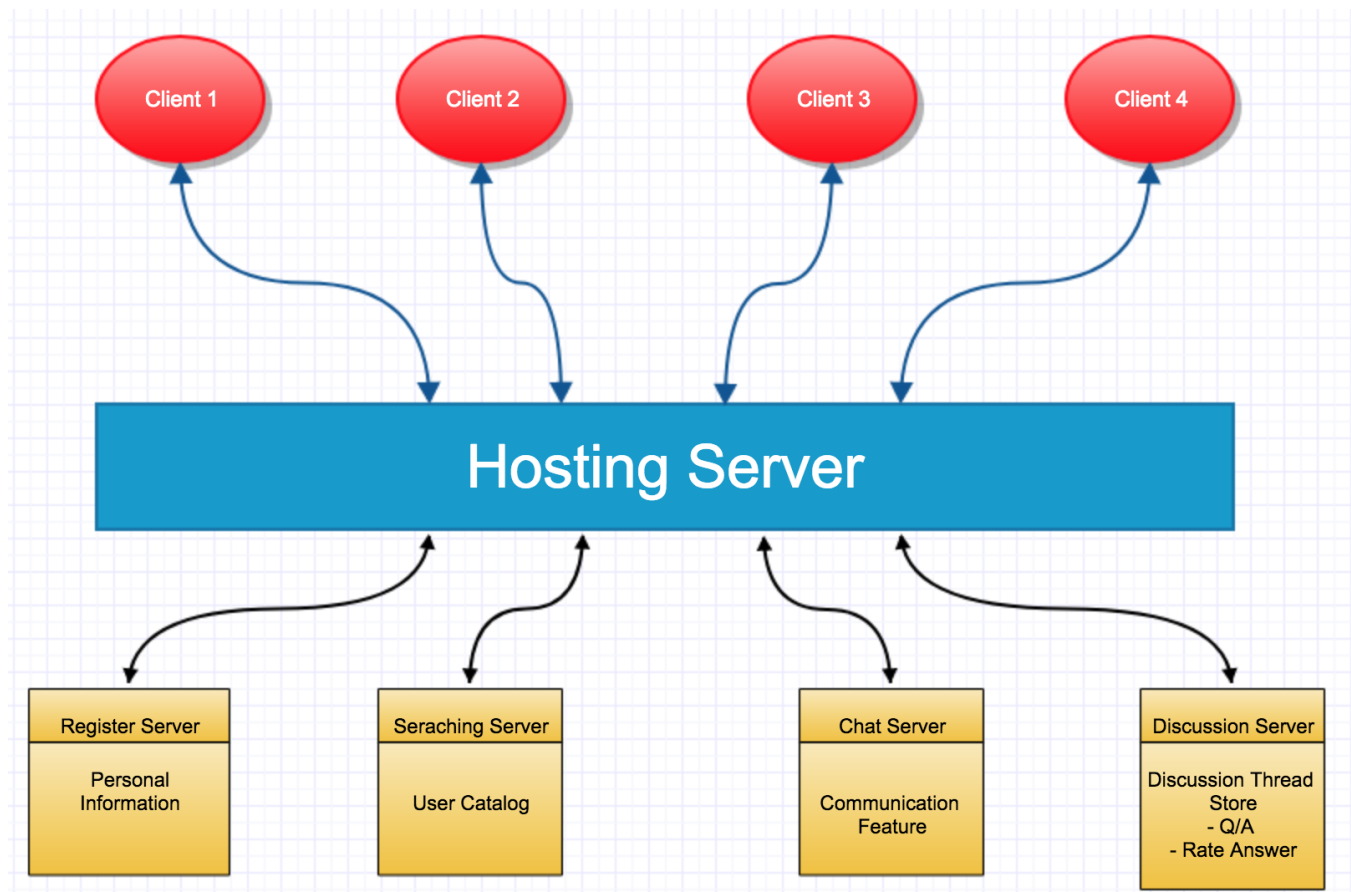 Client 1
Client 2
Client 3
Client 4
Hosting Server
Register Server
Personal
Information
Seraching Server
User Catalog
Chat Server
Communication
Feature
Discussion Server
Discussion Thread
Store
- Q/A
- Rate Answer